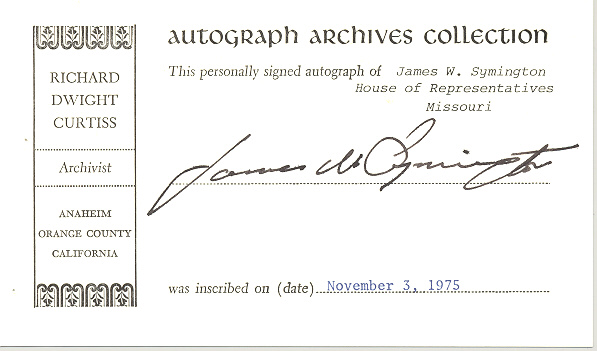 RICHARD
DWIGHT
CURTISS
Archivist
ANAHEIM
ORANGE COUNTY
CALIFORNIA
AUTOGRAPH ARCHIVES COLLECTION
This personally signed autograph of James W. Symington
House of Representatives
Missouri
James W. Symington
was inscribed on (date) November 3, 1975